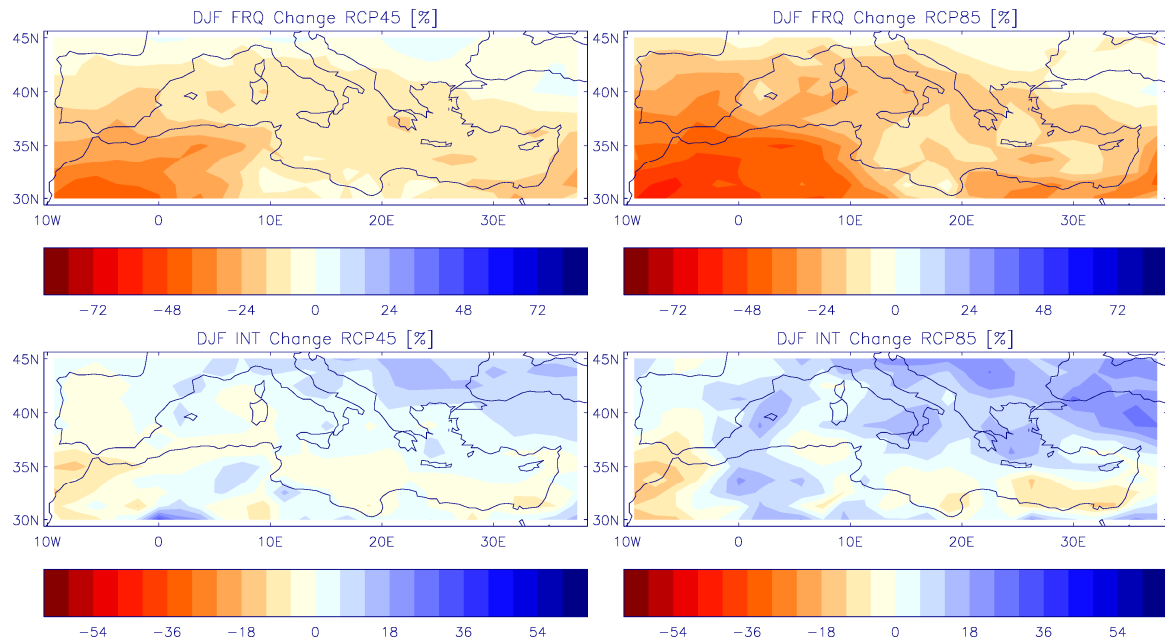 DJF FRQ Change RCP45 [%]
DJF FRQ Change RCP85 [%]
45N
40N
35N
30N
10W 0 10E 20E 30E
45N
40N
35N
30N
10W 0 10E 20E 30E
−72 −48 −24 0 24 48 72
−72 −48 −24 0 24 48 72
DJF INT Change RCP45 [%]
DJF INT Change RCP85 [%]
45N
40N
35N
30N
10W 0 10E 20E 30E
45N
40N
35N
30N
10W 0 10E 20E 30E
−54 −36 −18 0 18 36 54
−54 −36 −18 0 18 36 54